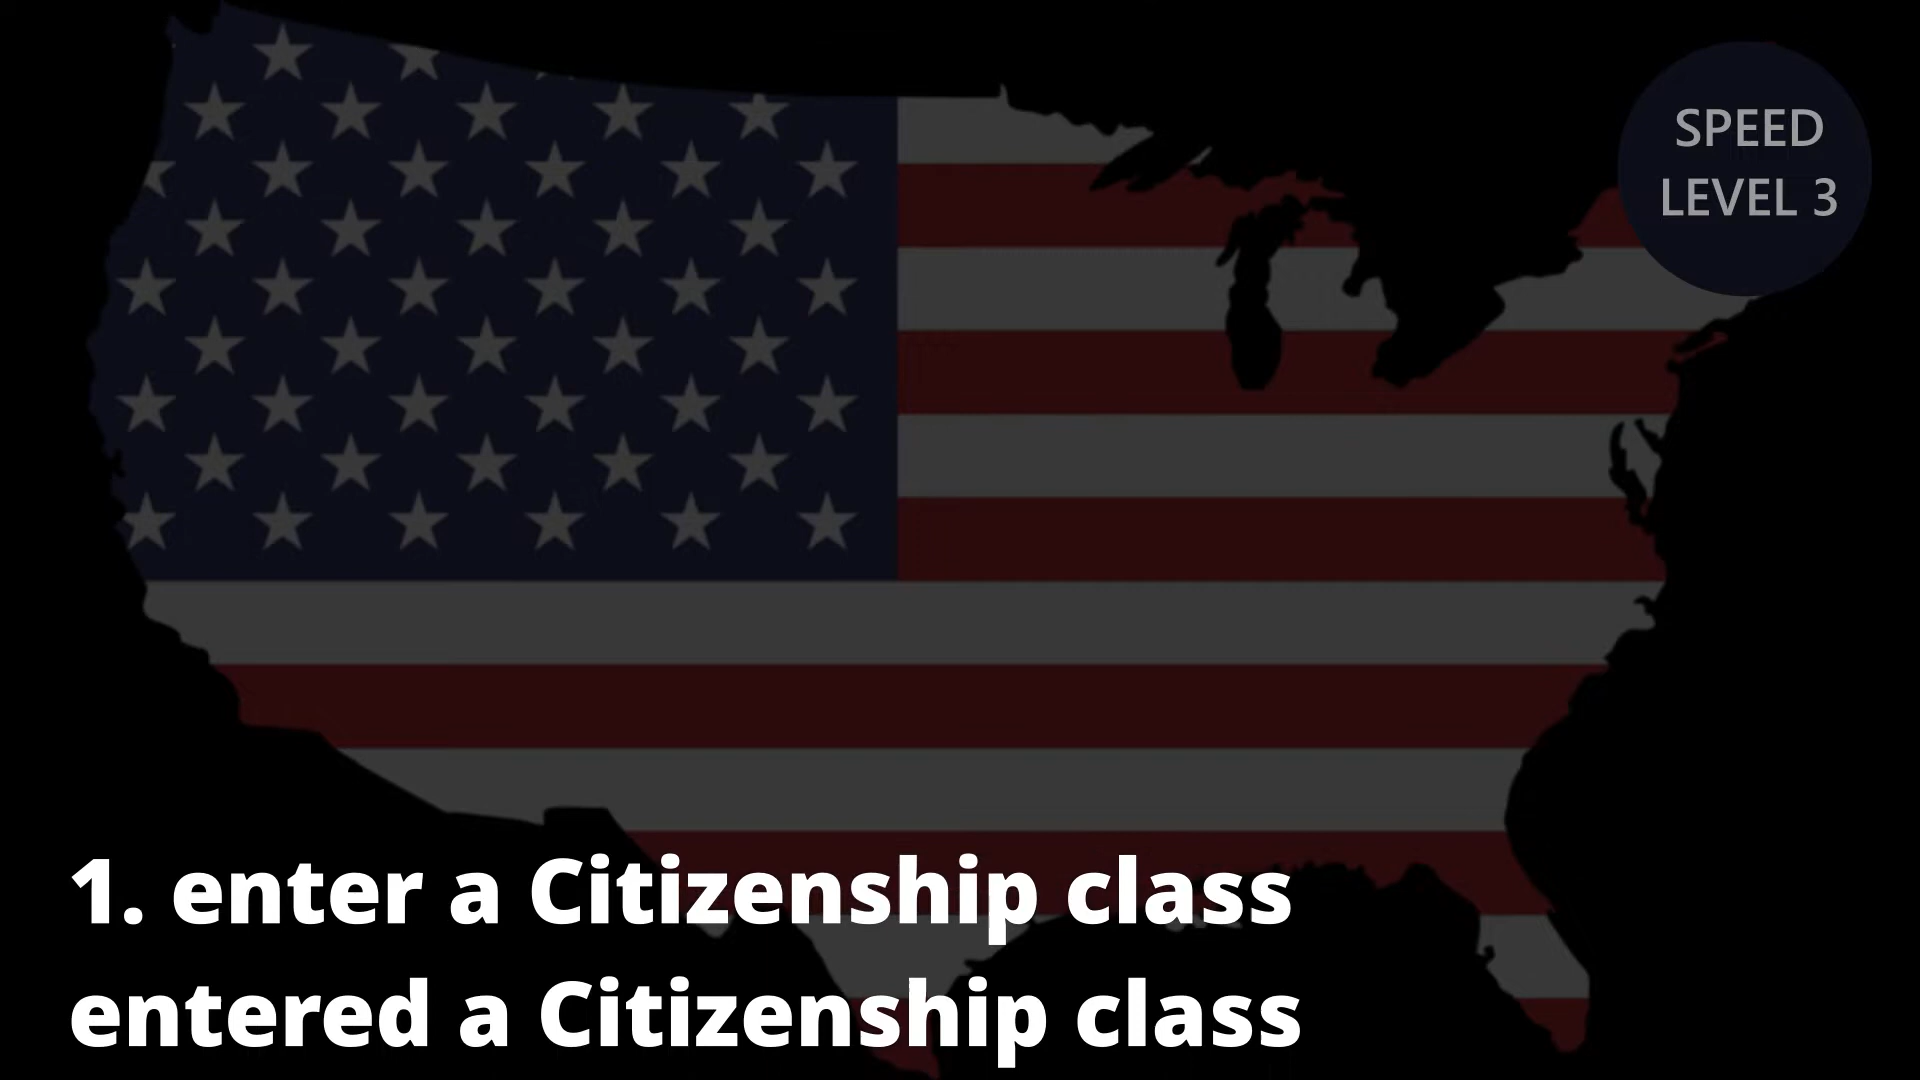 SPEED
LEVEL 3
1. enter a Citizenship class
entered a Citizenship class